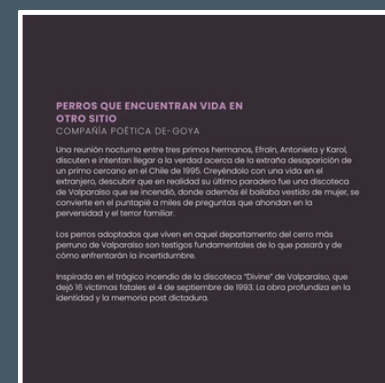 PERROS QUE ENCUENTRAN VIDA EN
OTRO SITIO
COMPAÑÍA POÉTICA DE-GOYA
Una reunión nocturna entre tres primos hermanos, Efraín, Antonieta y Karol,
discuten e intentan llegar a la verdad acerca de la extraña desaparición de
un primo cercano en el Chile de 1995. Creyéndolo con una vida en el
extranjero, descubrir que en realidad su último paradero fue una discoteca
de Valparaíso que se incendió, donde además él bailaba vestido de mujer, se
convierte en el puntapié a miles de preguntas que ahondan en la
perversidad y el terror familiar.
Los perros adoptados que viven en aquel departamento del cerro más
perruno de Valparaíso son testigos fundamentales de lo que pasará y de
cómo enfrentarán la incertidumbre.
Inspirada en el trágico incendio de la discoteca "Divine" de Valparaíso, que
dejó 16 víctimas fatales el 4 de septiembre de 1993. La obra profundiza en la
identidad y la memoria post dictadura.